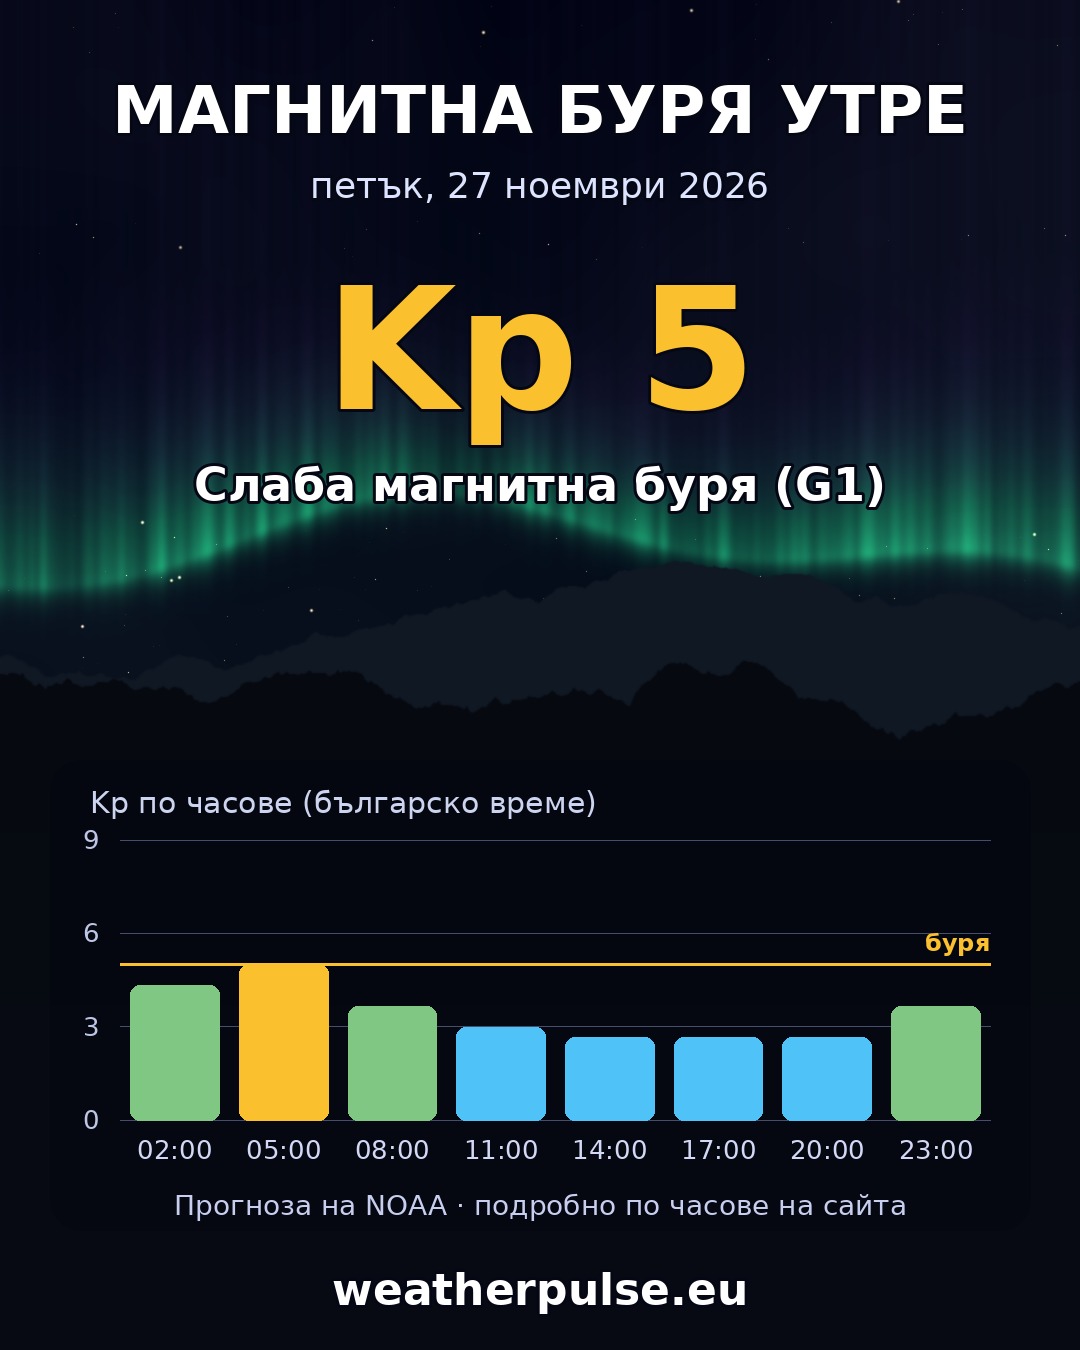 МАГНИТНА БУРЯ УТРЕ
петък, 27 ноември 2026
Kp 5
Слаба магнитна буря (G1)
Kp по часове (българско време)
9
6
буря
3
0
02:00 05:00 08:00 11:00 14:00 17:00 20:00 23:00
Прогноза на NOAA · подробно по часове на сайта
weatherpulse.eu